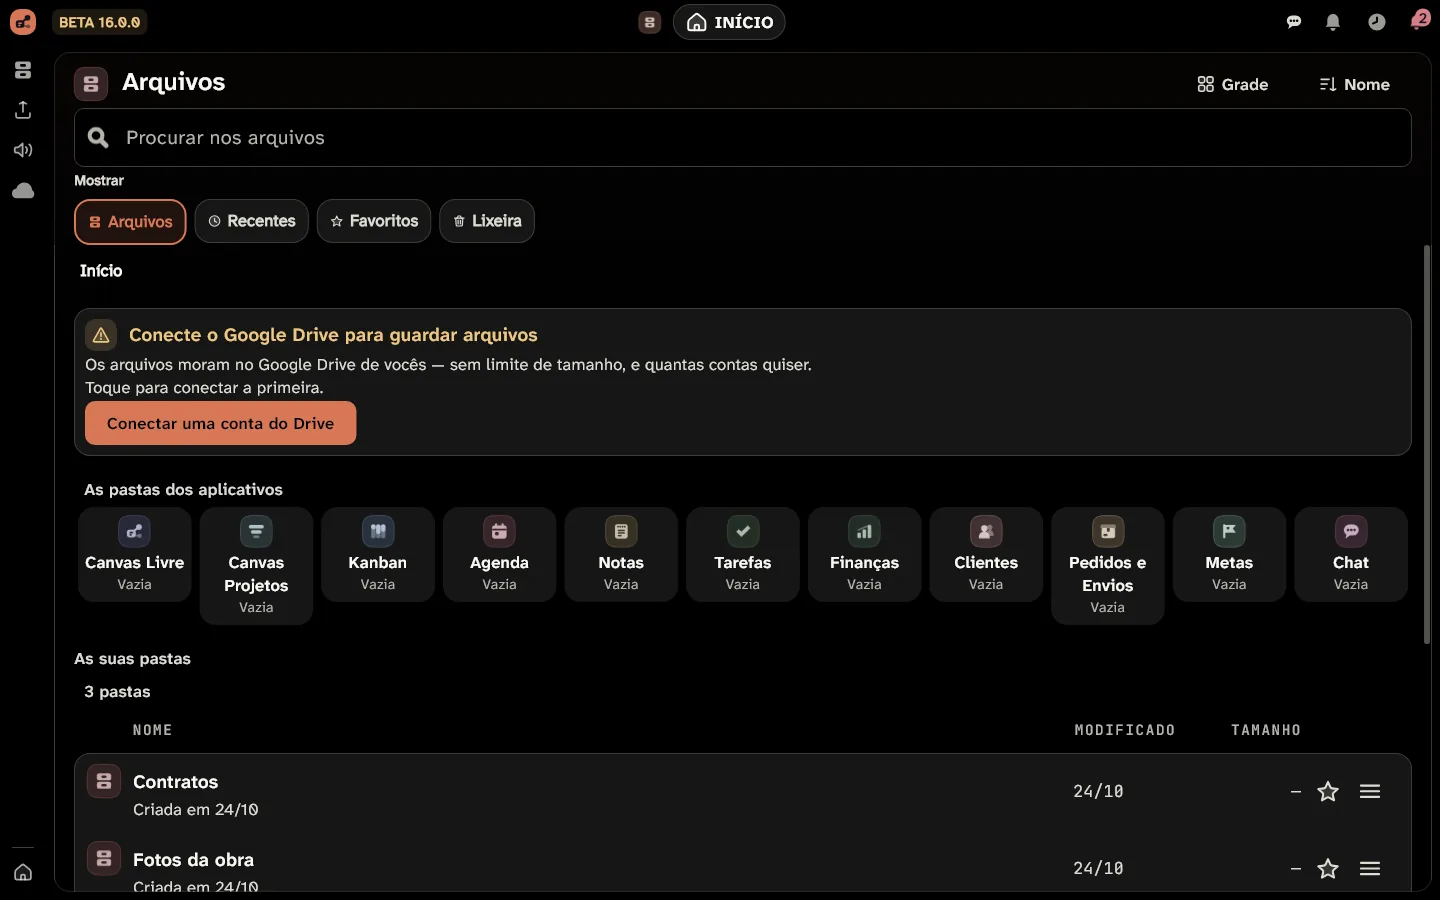 BETA 16.0.0
INÍCIO
2
Arquivos
Grade
Nome
Procurar nos arquivos
Mostrar
Arquivos
Recentes
Favoritos
Lixeira
Início
Conecte o Google Drive para guardar arquivos
Os arquivos moram no Google Drive de vocês — sem limite de tamanho, e quantas contas quiser.
Toque para conectar a primeira.
Conectar uma conta do Drive
As pastas dos aplicativos
Canvas Livre
Vazia
Canvas
Projetos
Vazia
Kanban
Vazia
Agenda
Vazia
Notas
Vazia
Tarefas
Vazia
Finanças
Vazia
Clientes
Vazia
Pedidos e
Envios
Vazia
Metas
Vazia
Chat
Vazia
As suas pastas
3 pastas
NOME
MODIFICADO
TAMANHO
Contratos
Criada em 24/10
24/10
—
Fotos da obra
Criada em 24/10
24/10
—